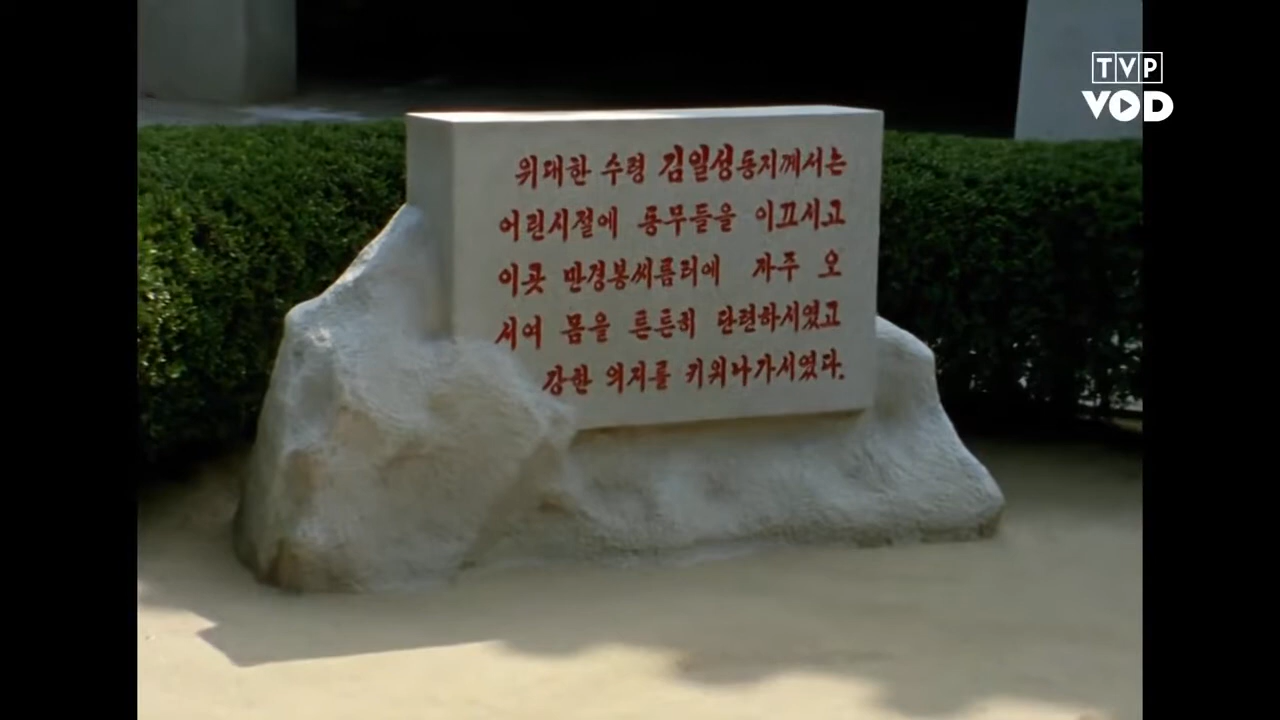 위대한 수령 김일성동지께서는
어린시절에 동무들을 이끄시고
이곳 만경봉씨름터에 자주 오
시여 몸을 튼튼히 단련하시였고
강한 의지를 키워나가시였다.
TVP
VOD